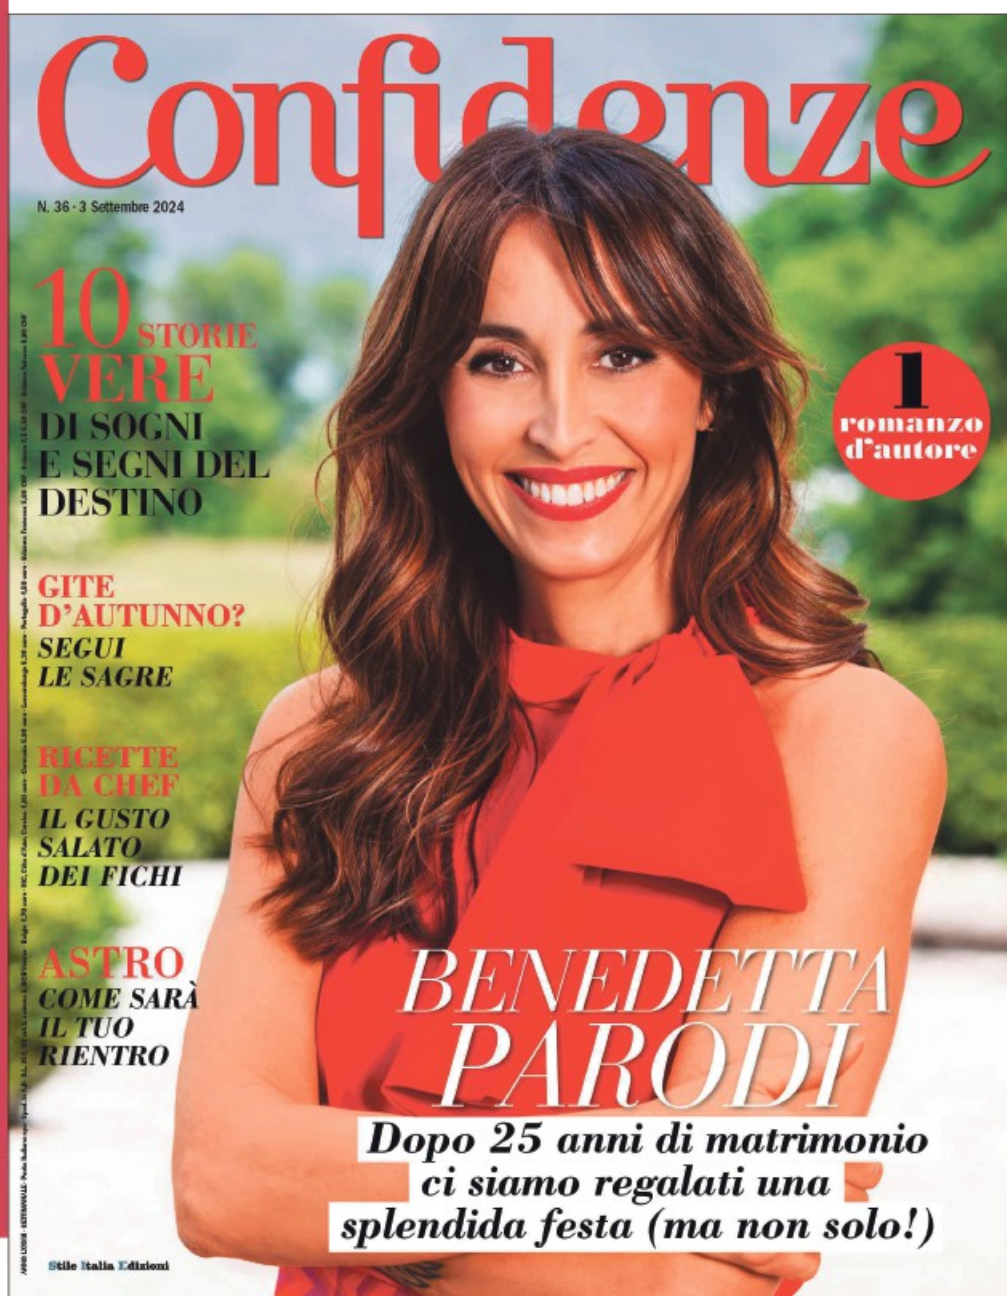 Confidenze
N. 36 · 3 Settembre 2024
10 STORIE
VERE
DI SOGNI
E SEGNI DEL
DESTINO
1
romanzo
d'autore
GITE
D'AUTUNNO?
SEGUI
LE SAGRE
RICETTE
DA CHEF
IL GUSTO
SALATO
DEI FICHI
ASTRO
COME SARÀ
IL TUO
RIENTRO
BENEDETTA
PARODI
Dopo 25 anni di matrimonio
ci siamo regalati una
splendida festa (ma non solo!)
Stile Italia Edizioni